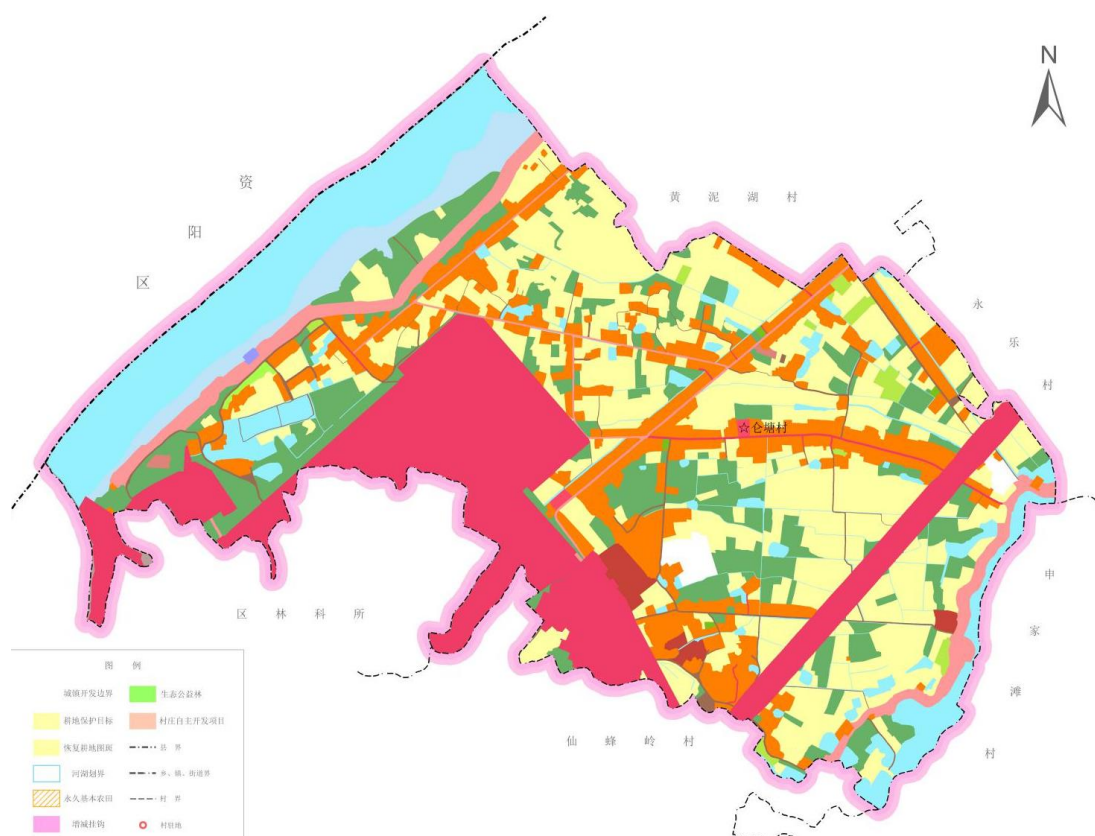 N
资
阳
区
黄泥湖村
永
乐
村
☆仑塘村
申
家
滩
村
区林科所
仙蜂岭村
图 例
城镇开发边界
生态公益林
耕地保护目标
村庄自主开发项目
恢复耕地图斑
县 界
河湖划界
乡、镇、街道界
永久基本农田
村 界
增减挂钩
村驻地